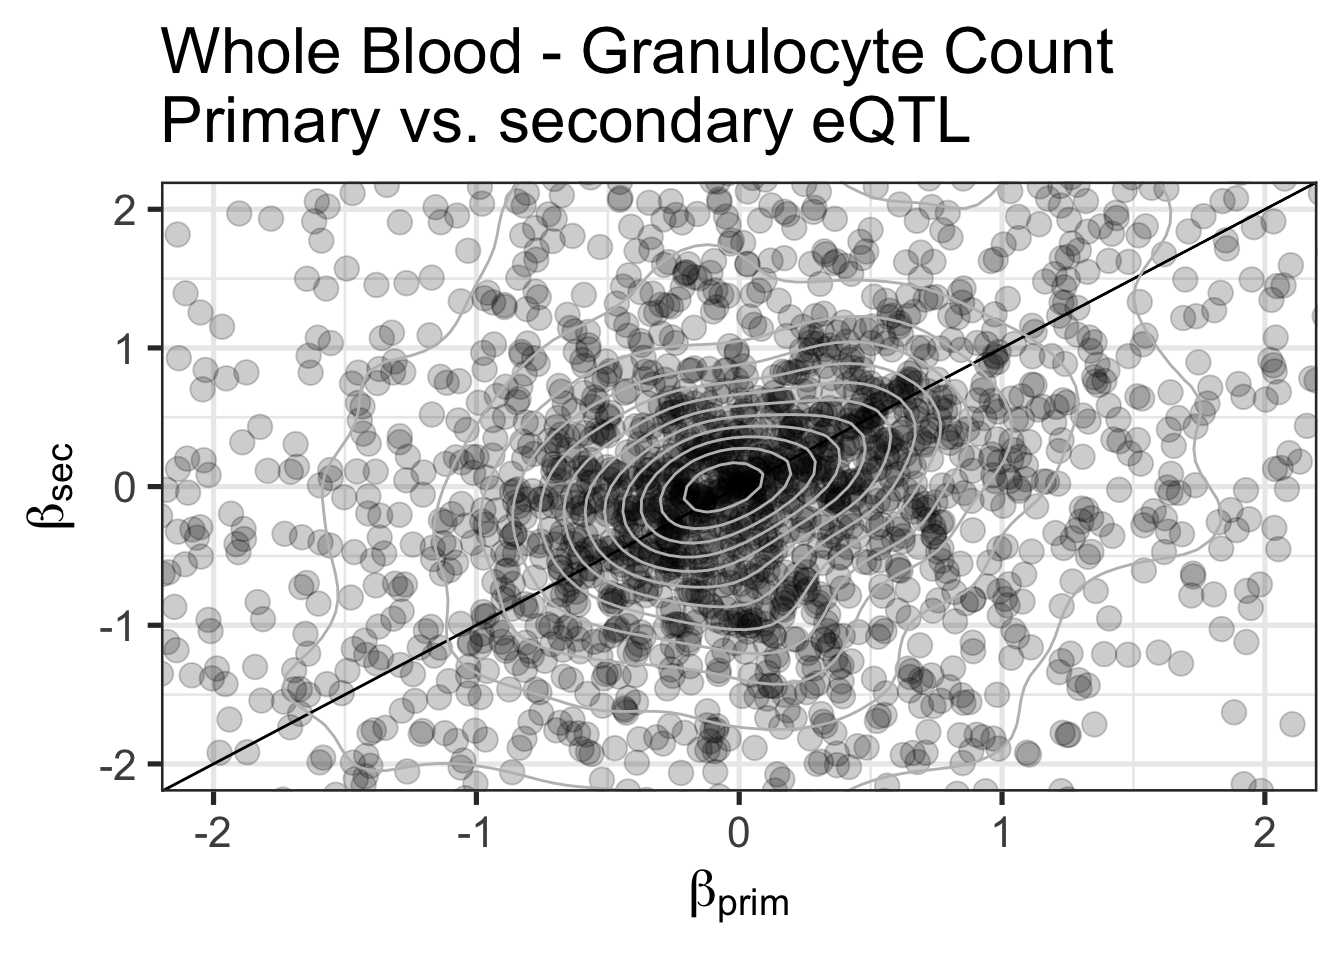 Whole Blood - Granulocyte Count
Primary vs. secondary eQTL
2
1
0
-1
-2
βsec
-2 -1 0 1 2
βprim